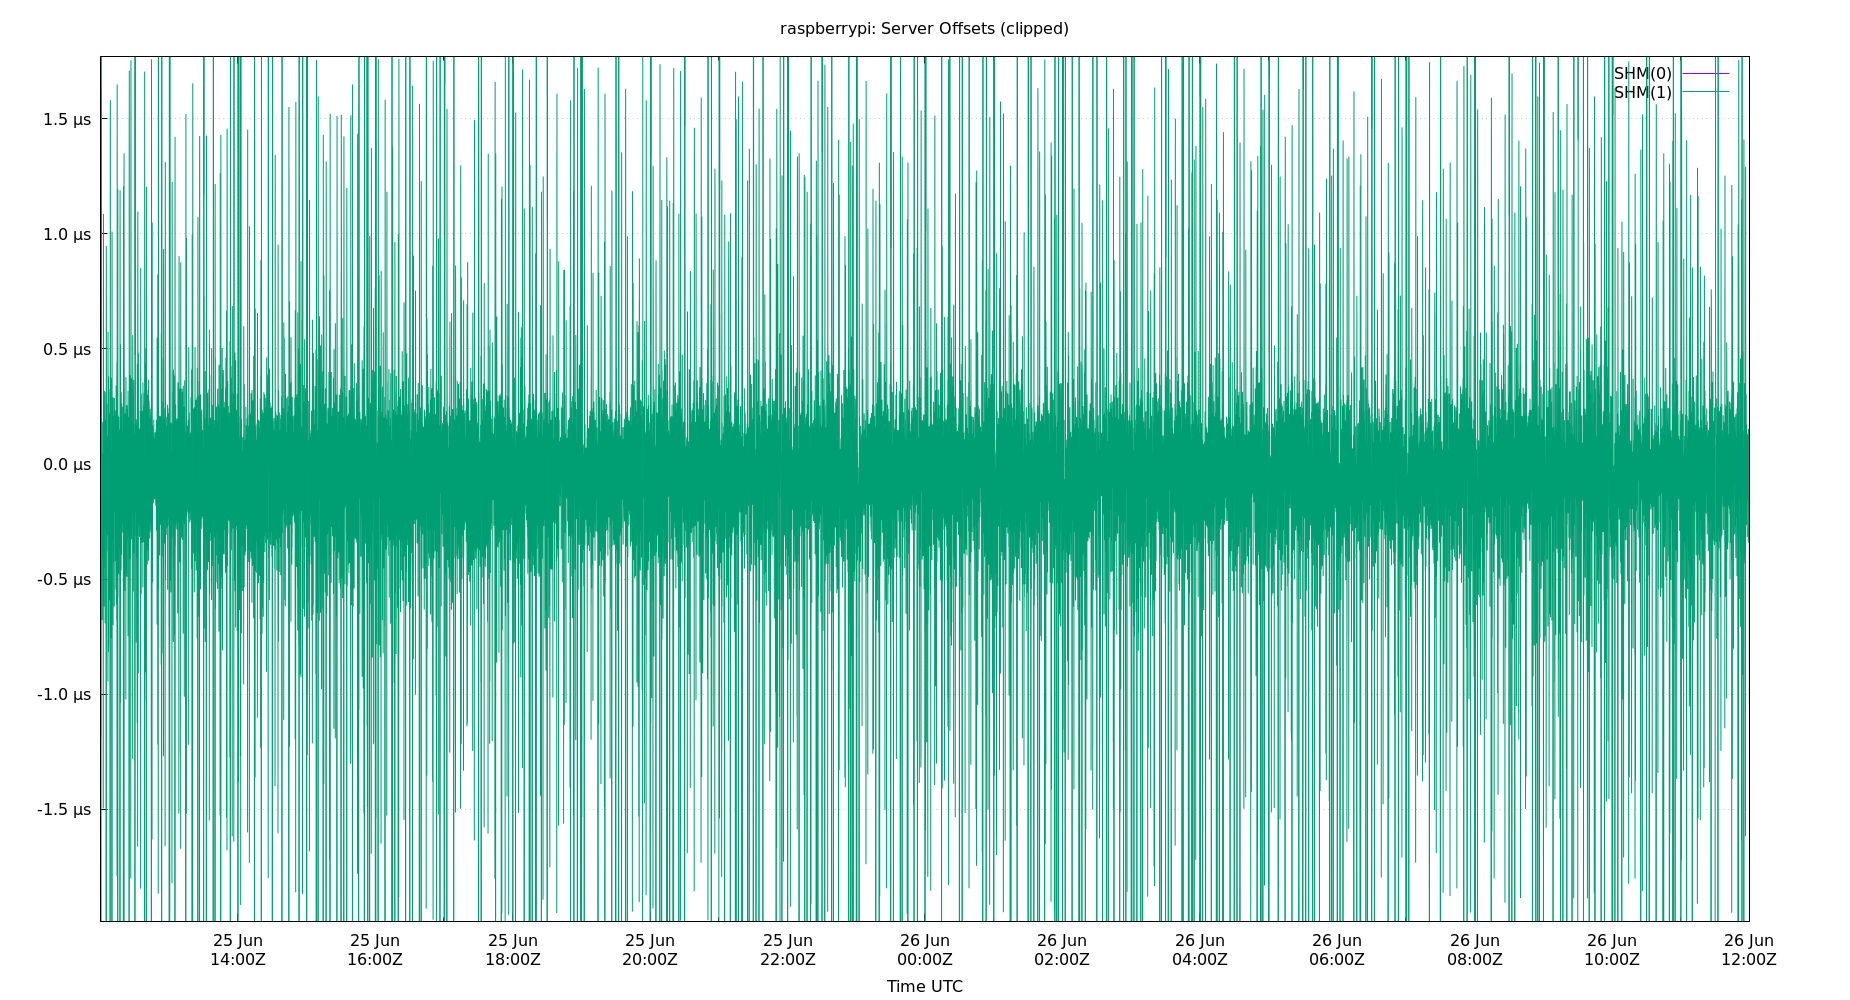 raspberrypi: Server Offsets (clipped)
SHM(0)
SHM(1)
1.5 µs
1.0 µs
0.5 µs
0.0 µs
-0.5 µs
-1.0 µs
-1.5 µs
25 Jun 25 Jun 25 Jun 25 Jun 25 Jun 26 Jun 26 Jun 26 Jun 26 Jun 26 Jun 26 Jun 26 Jun
14:00Z 16:00Z 18:00Z 20:00Z 22:00Z 00:00Z 02:00Z 04:00Z 06:00Z 08:00Z 10:00Z 12:00Z
Time UTC